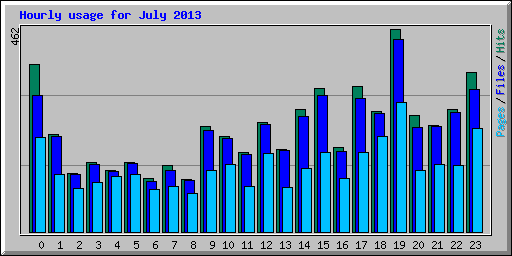 Hourly usage for July 2013
462
Pages/Files/Hits
0 1 2 3 4 5 6 7 8 9 10 11 12 13 14 15 16 17 18 19 20 21 22 23